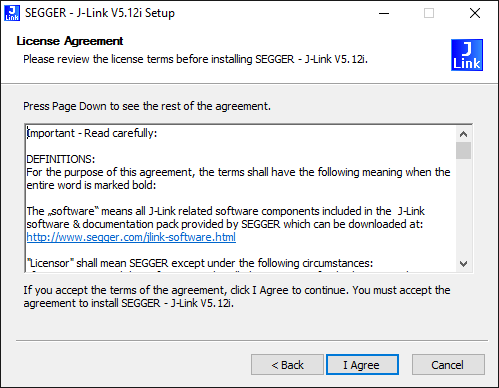 SEGGER - J-Link V5.12i Setup
License Agreement
Please review the license terms before installing SEGGER - J-Link V5.12i.
J
Link
Press Page Down to see the rest of the agreement.
Important - Read carefully:
DEFINITIONS:
For the purpose of this agreement, the terms shall have the following meaning when the
entire word is marked bold:
The „software“ means all J-Link related software components included in the  J-Link
software & documentation pack provided by SEGGER which can be downloaded at:
http://www.segger.com/jlink-software.html
"Licensor" shall mean SEGGER except under the following circumstances:
If you accept the terms of the agreement, click I Agree to continue. You must accept the
agreement to install SEGGER - J-Link V5.12i.
< Back
I Agree
Cancel